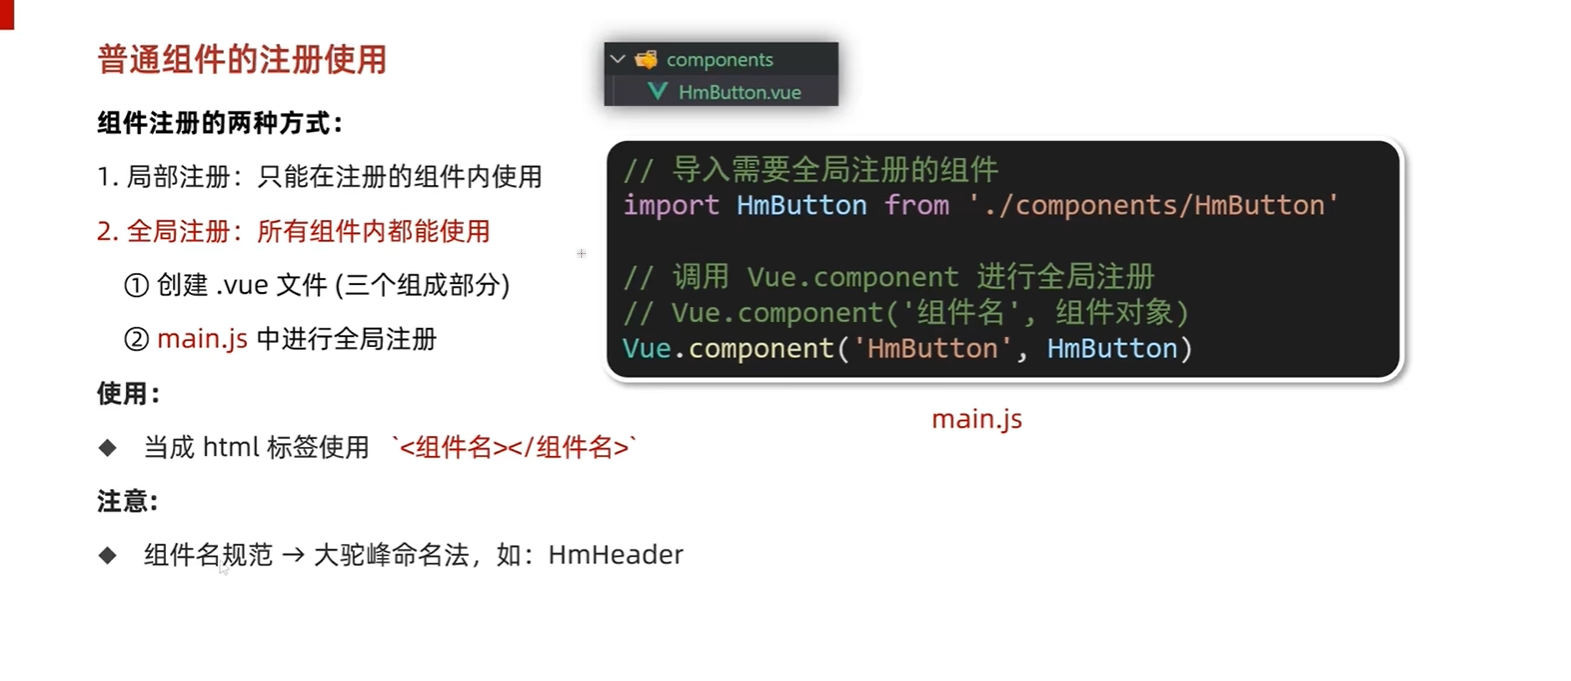 普通组件的注册使用
组件注册的两种方式：
1. 局部注册：只能在注册的组件内使用
2. 全局注册：所有组件内都能使用
① 创建 .vue 文件 (三个组成部分)
② main.js 中进行全局注册
使用：
◆ 当成 html 标签使用 `<组件名></组件名>`
注意：
◆ 组件名规范 → 大驼峰命名法，如：HmHeader
components
HmButton.vue
// 导入需要全局注册的组件
import HmButton from './components/HmButton'
// 调用 Vue.component 进行全局注册
// Vue.component('组件名', 组件对象)
Vue.component('HmButton', HmButton)
main.js